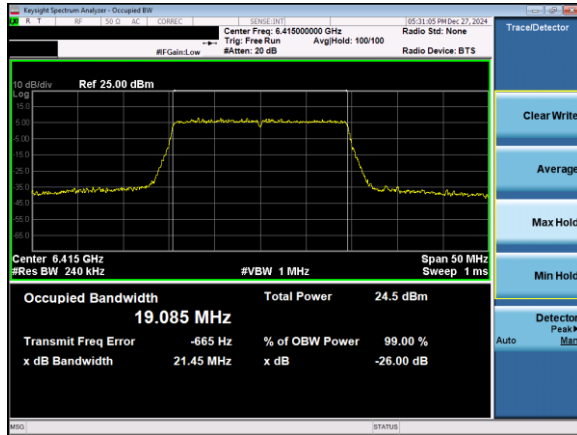 Keysight Spectrum Analyzer - Occupied BW
R T RF 50 Ω AC CORREC SENSE:INT 05:31:05 PM Dec 27, 2024
Center Freq: 6.415000000 GHz Radio Std: None
Trig: Free Run Avg|Hold: 100/100
#IFGain:Low #Atten: 20 dB Radio Device: BTS
Trace/Detector
10 dB/div Ref 25.00 dBm
Log
15.0
5.00
-5.00
-15.0
-25.0
-35.0
-45.0
-55.0
-65.0
Center 6.415 GHz Span 50 MHz
#Res BW 240 kHz #VBW 1 MHz Sweep 1 ms
Occupied Bandwidth Total Power 24.5 dBm
19.085 MHz
Transmit Freq Error -665 Hz % of OBW Power 99.00 %
x dB Bandwidth 21.45 MHz x dB -26.00 dB
Clear Write
Average
Max Hold
Min Hold
Detector
Peak
Auto Man
MSG STATUS